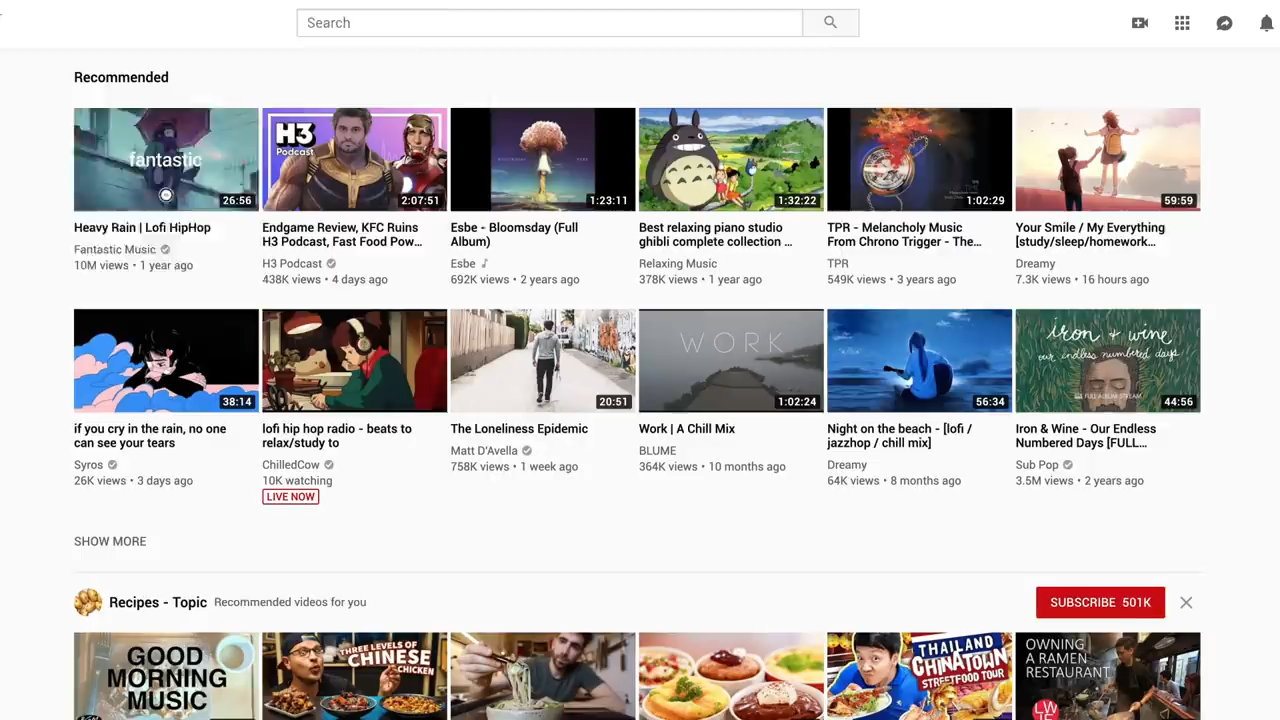 Search
Recommended
fantastic
26:56
Heavy Rain | Lofi HipHop
Fantastic Music
10M views • 1 year ago
H3
Podcast
2:07:51
Endgame Review, KFC Ruins
H3 Podcast, Fast Food Pow...
H3 Podcast
438K views • 4 days ago
1:23:11
Esbe - Bloomsday (Full
Album)
Esbe
692K views • 2 years ago
1:32:22
Best relaxing piano studio
ghibli complete collection ...
Relaxing Music
378K views • 1 year ago
1:02:29
TPR - Melancholy Music
From Chrono Trigger - The...
TPR
549K views • 3 years ago
59:59
Your Smile / My Everything
[study/sleep/homework...
Dreamy
7.3K views • 16 hours ago
38:14
if you cry in the rain, no one
can see your tears
Syros
26K views • 3 days ago
lofi hip hop radio - beats to
relax/study to
ChilledCow
10K watching
LIVE NOW
20:51
The Loneliness Epidemic
Matt D'Avella
758K views • 1 week ago
WORK
1:02:24
Work | A Chill Mix
BLUME
364K views • 10 months ago
56:34
Night on the beach - [lofi /
jazzhop / chill mix]
Dreamy
64K views • 8 months ago
iron + wine
our endless numbered days
FULL ALBUM STREAM
44:56
Iron & Wine - Our Endless
Numbered Days [FULL...
Sub Pop
3.5M views • 2 years ago
SHOW MORE
Recipes - Topic
Recommended videos for you
SUBSCRIBE 501K
GOOD
MORNING
MUSIC
THREE LEVELS OF
CHINESE
CHICKEN
THAILAND
CHINATOWN
STREETFOOD TOUR
OWNING
A RAMEN
RESTAURANT